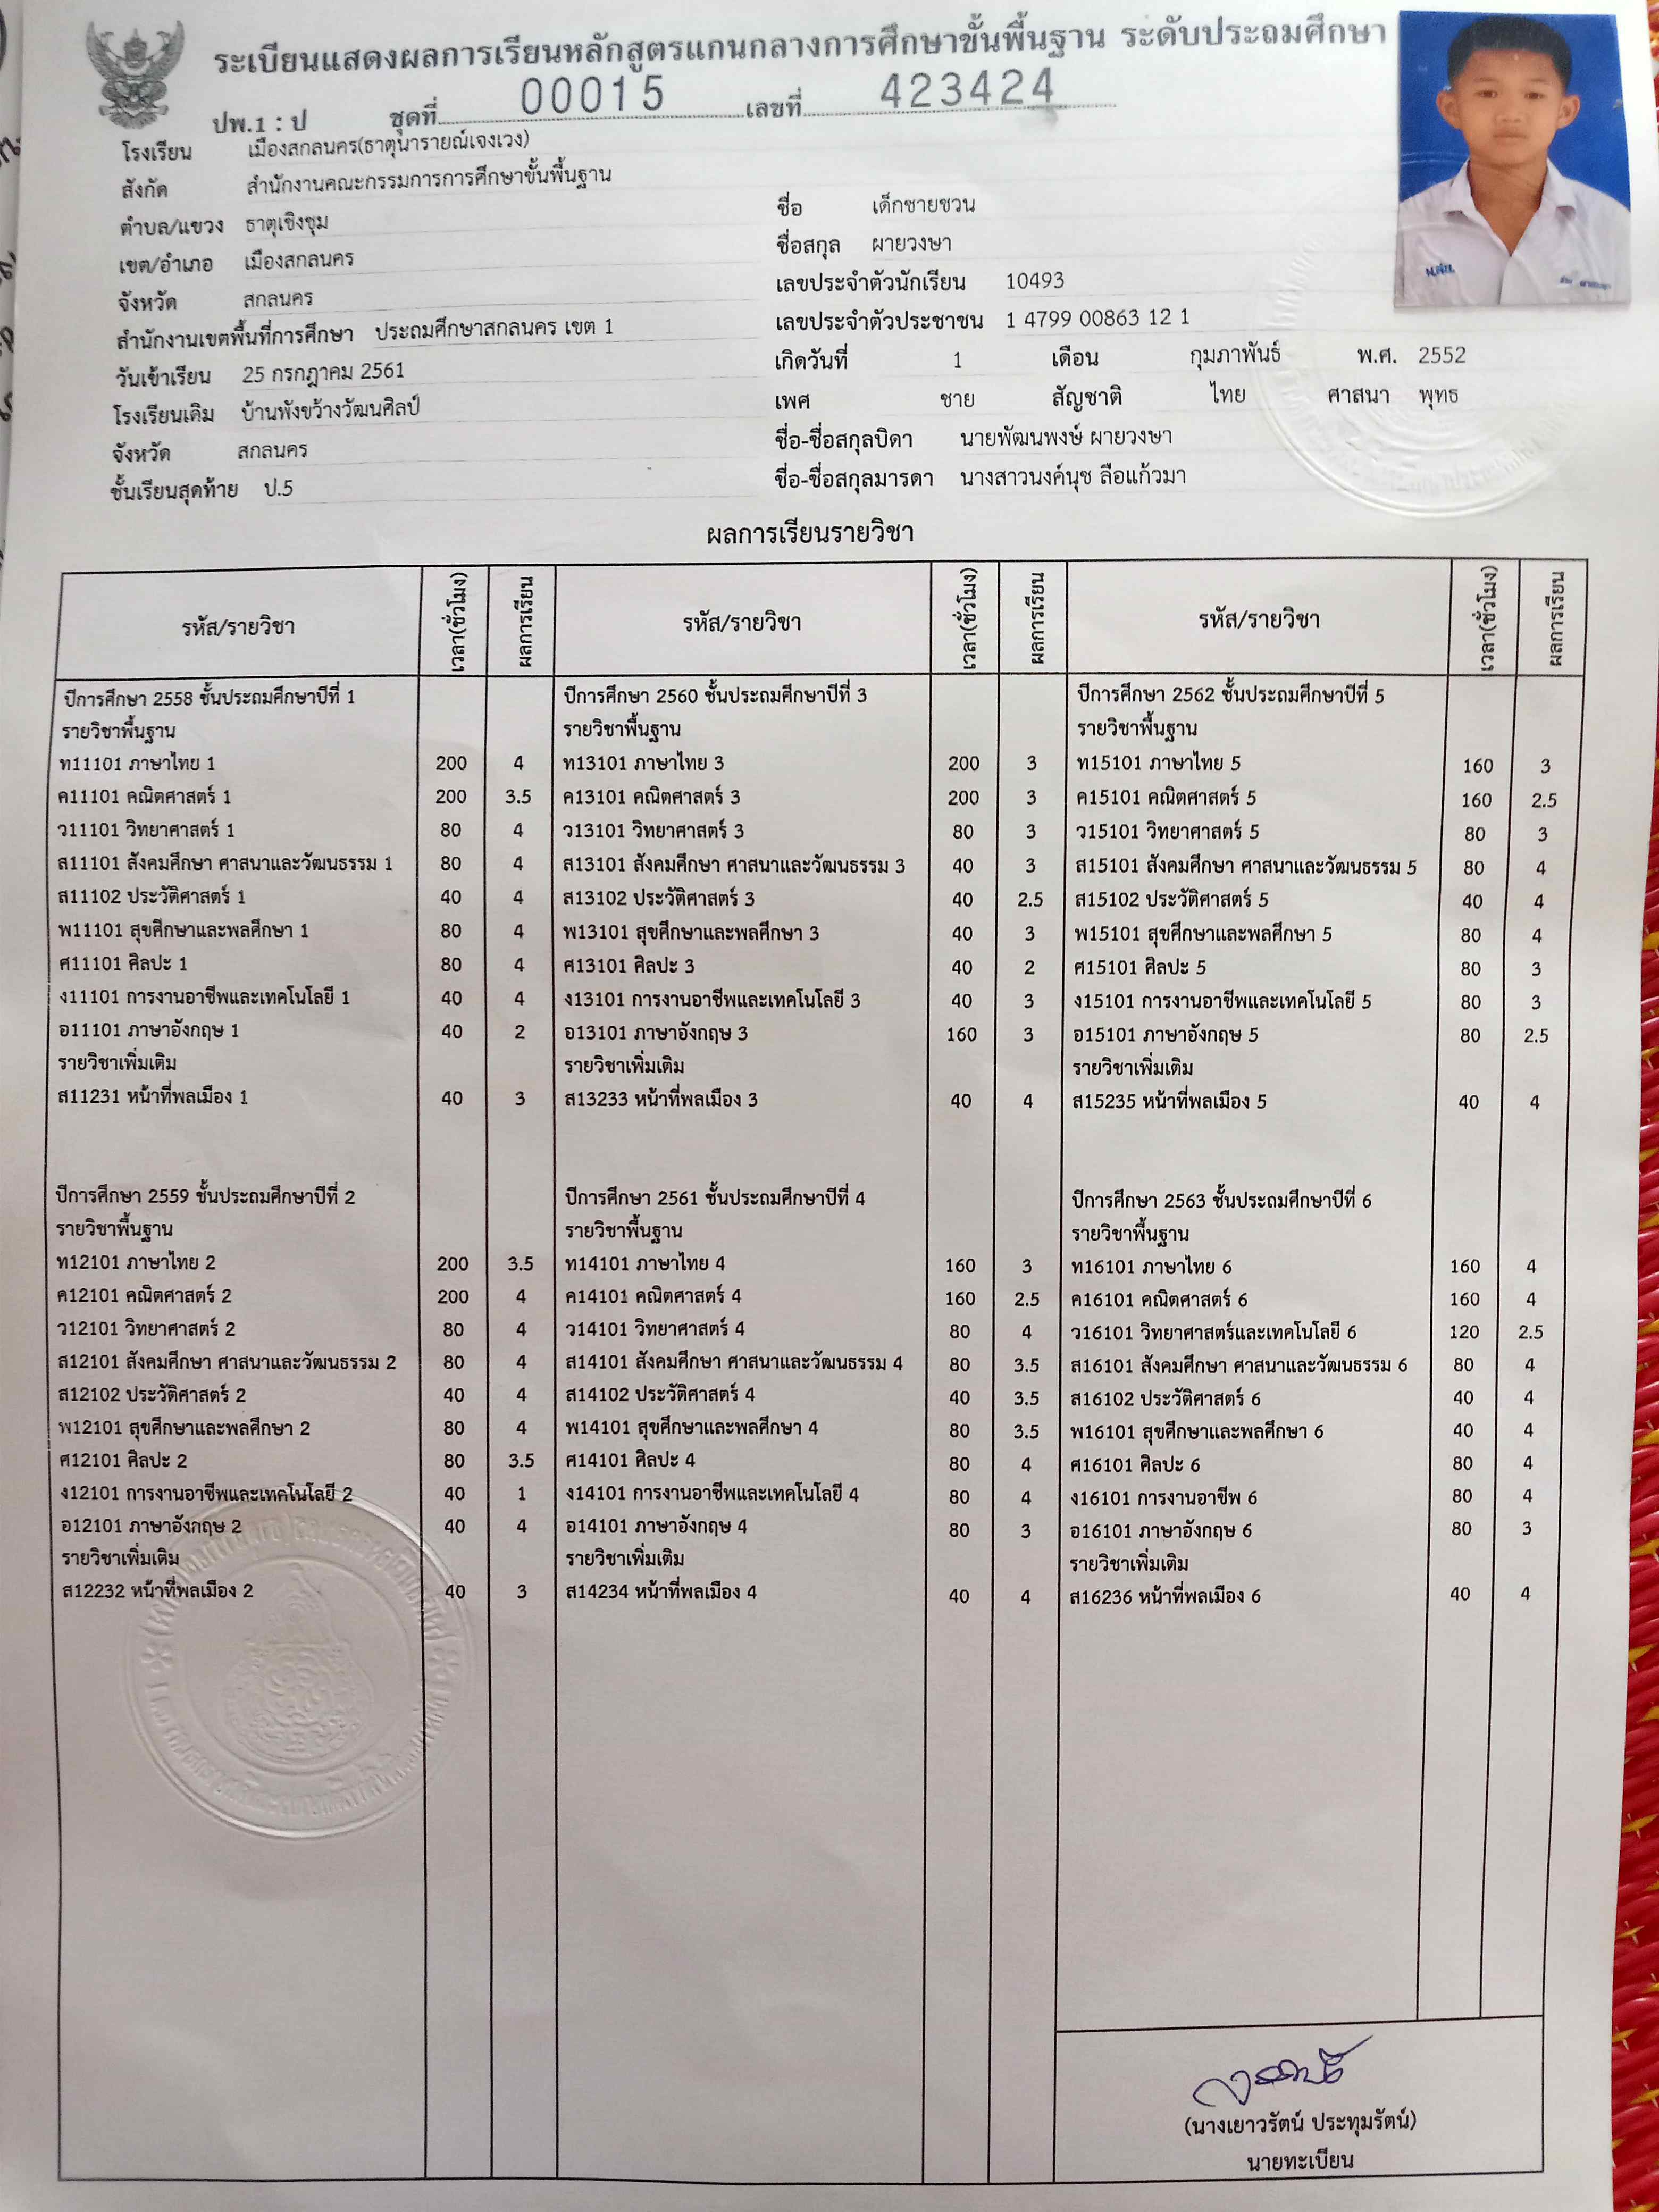 ระเบียนแสดงผลการเรียนหลักสูตรแกนกลางการศึกษาขั้นพื้นฐาน ระดับประถมศึกษา
ปพ.1 : ป ชุดที่ 00015 เลขที่ 423424
โรงเรียน เมืองสกลนคร(ธาตุนารายณ์เจงเวง)
สังกัด สำนักงานคณะกรรมการการศึกษาขั้นพื้นฐาน
ตำบล/แขวง ธาตุเชิงชุม
เขต/อำเภอ เมืองสกลนคร
จังหวัด สกลนคร
สำนักงานเขตพื้นที่การศึกษา ประถมศึกษาสกลนคร เขต 1
วันเข้าเรียน 25 กรกฎาคม 2561
โรงเรียนเดิม บ้านพังขว้างวัฒนศิลป์
จังหวัด สกลนคร
ชั้นเรียนสุดท้าย ป.5
ชื่อ เด็กชายชวน
ชื่อสกุล ผายวงษา
เลขประจำตัวนักเรียน 10493
เลขประจำตัวประชาชน 1 4799 00863 12 1
เกิดวันที่ 1 เดือน กุมภาพันธ์ พ.ศ. 2552
เพศ ชาย สัญชาติ ไทย ศาสนา พุทธ
ชื่อ-ชื่อสกุลบิดา นายพัฒนพงษ์ ผายวงษา
ชื่อ-ชื่อสกุลมารดา นางสาวนงค์นุช ลือแก้วมา
ผลการเรียนรายวิชา
รหัส/รายวิชา เวลา(ชั่วโมง) ผลการเรียน
ปีการศึกษา 2558 ชั้นประถมศึกษาปีที่ 1
รายวิชาพื้นฐาน
ท11101 ภาษาไทย 1 200 4
ค11101 คณิตศาสตร์ 1 200 3.5
ว11101 วิทยาศาสตร์ 1 80 4
ส11101 สังคมศึกษา ศาสนาและวัฒนธรรม 1 80 4
ส11102 ประวัติศาสตร์ 1 40 4
พ11101 สุขศึกษาและพลศึกษา 1 80 4
ศ11101 ศิลปะ 1 80 4
ง11101 การงานอาชีพและเทคโนโลยี 1 40 4
อ11101 ภาษาอังกฤษ 1 40 2
รายวิชาเพิ่มเติม
ส11231 หน้าที่พลเมือง 1 40 3
ปีการศึกษา 2559 ชั้นประถมศึกษาปีที่ 2
รายวิชาพื้นฐาน
ท12101 ภาษาไทย 2 200 3.5
ค12101 คณิตศาสตร์ 2 200 4
ว12101 วิทยาศาสตร์ 2 80 4
ส12101 สังคมศึกษา ศาสนาและวัฒนธรรม 2 80 4
ส12102 ประวัติศาสตร์ 2 40 4
พ12101 สุขศึกษาและพลศึกษา 2 80 4
ศ12101 ศิลปะ 2 80 3.5
ง12101 การงานอาชีพและเทคโนโลยี 2 40 1
อ12101 ภาษาอังกฤษ 2 40 4
รายวิชาเพิ่มเติม
ส12232 หน้าที่พลเมือง 2 40 3
รหัส/รายวิชา เวลา(ชั่วโมง) ผลการเรียน
ปีการศึกษา 2560 ชั้นประถมศึกษาปีที่ 3
รายวิชาพื้นฐาน
ท13101 ภาษาไทย 3 200 3
ค13101 คณิตศาสตร์ 3 200 3
ว13101 วิทยาศาสตร์ 3 80 3
ส13101 สังคมศึกษา ศาสนาและวัฒนธรรม 3 40 3
ส13102 ประวัติศาสตร์ 3 40 2.5
พ13101 สุขศึกษาและพลศึกษา 3 40 3
ศ13101 ศิลปะ 3 40 2
ง13101 การงานอาชีพและเทคโนโลยี 3 40 3
อ13101 ภาษาอังกฤษ 3 160 3
รายวิชาเพิ่มเติม
ส13233 หน้าที่พลเมือง 3 40 4
ปีการศึกษา 2561 ชั้นประถมศึกษาปีที่ 4
รายวิชาพื้นฐาน
ท14101 ภาษาไทย 4 160 3
ค14101 คณิตศาสตร์ 4 160 2.5
ว14101 วิทยาศาสตร์ 4 80 4
ส14101 สังคมศึกษา ศาสนาและวัฒนธรรม 4 80 3.5
ส14102 ประวัติศาสตร์ 4 40 3.5
พ14101 สุขศึกษาและพลศึกษา 4 80 3.5
ศ14101 ศิลปะ 4 80 4
ง14101 การงานอาชีพและเทคโนโลยี 4 80 4
อ14101 ภาษาอังกฤษ 4 80 3
รายวิชาเพิ่มเติม
ส14234 หน้าที่พลเมือง 4 40 4
รหัส/รายวิชา เวลา(ชั่วโมง) ผลการเรียน
ปีการศึกษา 2562 ชั้นประถมศึกษาปีที่ 5
รายวิชาพื้นฐาน
ท15101 ภาษาไทย 5 160 3
ค15101 คณิตศาสตร์ 5 160 2.5
ว15101 วิทยาศาสตร์ 5 80 3
ส15101 สังคมศึกษา ศาสนาและวัฒนธรรม 5 80 4
ส15102 ประวัติศาสตร์ 5 40 4
พ15101 สุขศึกษาและพลศึกษา 5 80 4
ศ15101 ศิลปะ 5 80 3
ง15101 การงานอาชีพและเทคโนโลยี 5 80 3
อ15101 ภาษาอังกฤษ 5 80 2.5
รายวิชาเพิ่มเติม
ส15235 หน้าที่พลเมือง 5 40 4
ปีการศึกษา 2563 ชั้นประถมศึกษาปีที่ 6
รายวิชาพื้นฐาน
ท16101 ภาษาไทย 6 160 4
ค16101 คณิตศาสตร์ 6 160 4
ว16101 วิทยาศาสตร์และเทคโนโลยี 6 120 2.5
ส16101 สังคมศึกษา ศาสนาและวัฒนธรรม 6 80 4
ส16102 ประวัติศาสตร์ 6 40 4
พ16101 สุขศึกษาและพลศึกษา 6 40 4
ศ16101 ศิลปะ 6 80 4
ง16101 การงานอาชีพ 6 80 4
อ16101 ภาษาอังกฤษ 6 80 3
รายวิชาเพิ่มเติม
ส16236 หน้าที่พลเมือง 6 40 4
(นางเยาวรัตน์ ประทุมรัตน์)
นายทะเบียน